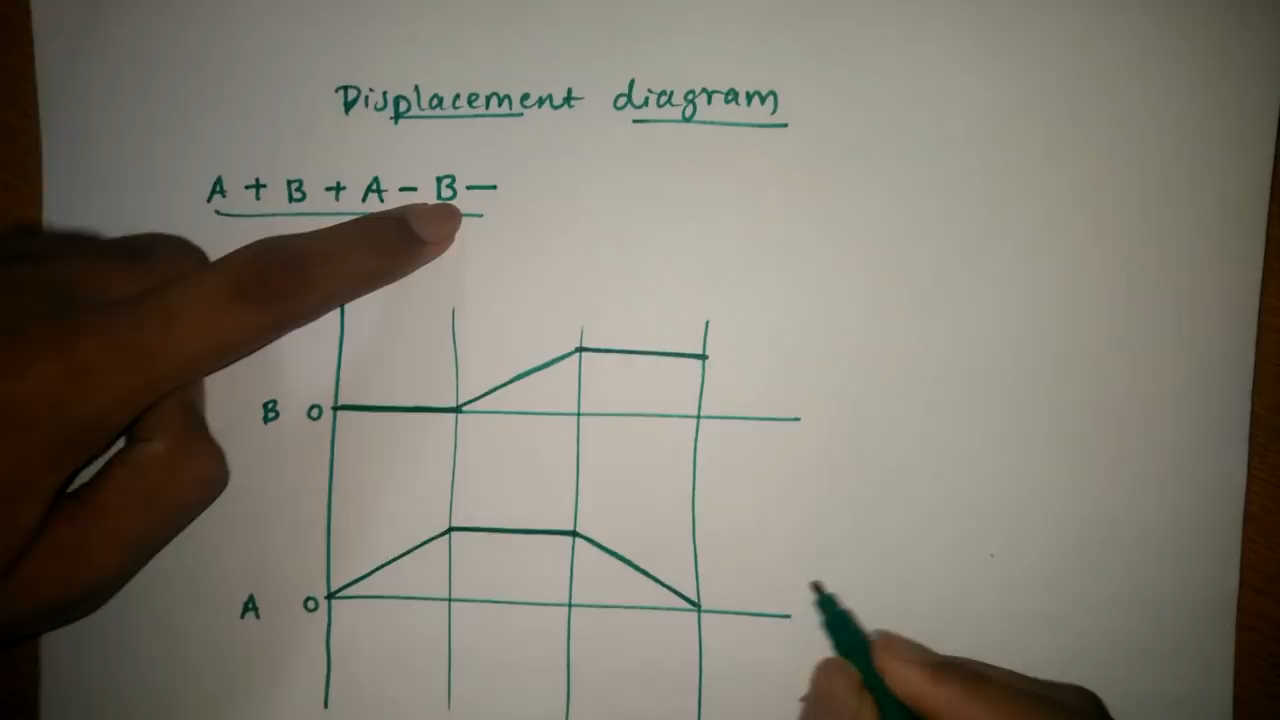 Displacement diagram
A + B + A - B -
B 0
A 0